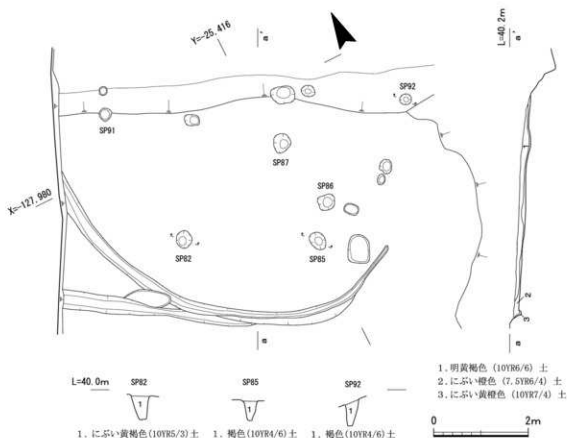 Y=-25,416
a'
L=40.2m
a'
SP92
SP91
SP87
X=-127,980
SP86
SP82
SP85
2
3
a
a
L=40.0m
SP82
SP85
SP92
1
1
1
1. にぶい黄褐色(10YR5/3)土
1. 褐色(10YR4/6)土
1. 褐色(10YR4/6)土
1. 明黄褐色 (10YR6/6) 土
2. にぶい橙色 (7.5YR6/4) 土
3. にぶい黄橙色 (10YR7/4) 土
0
2m